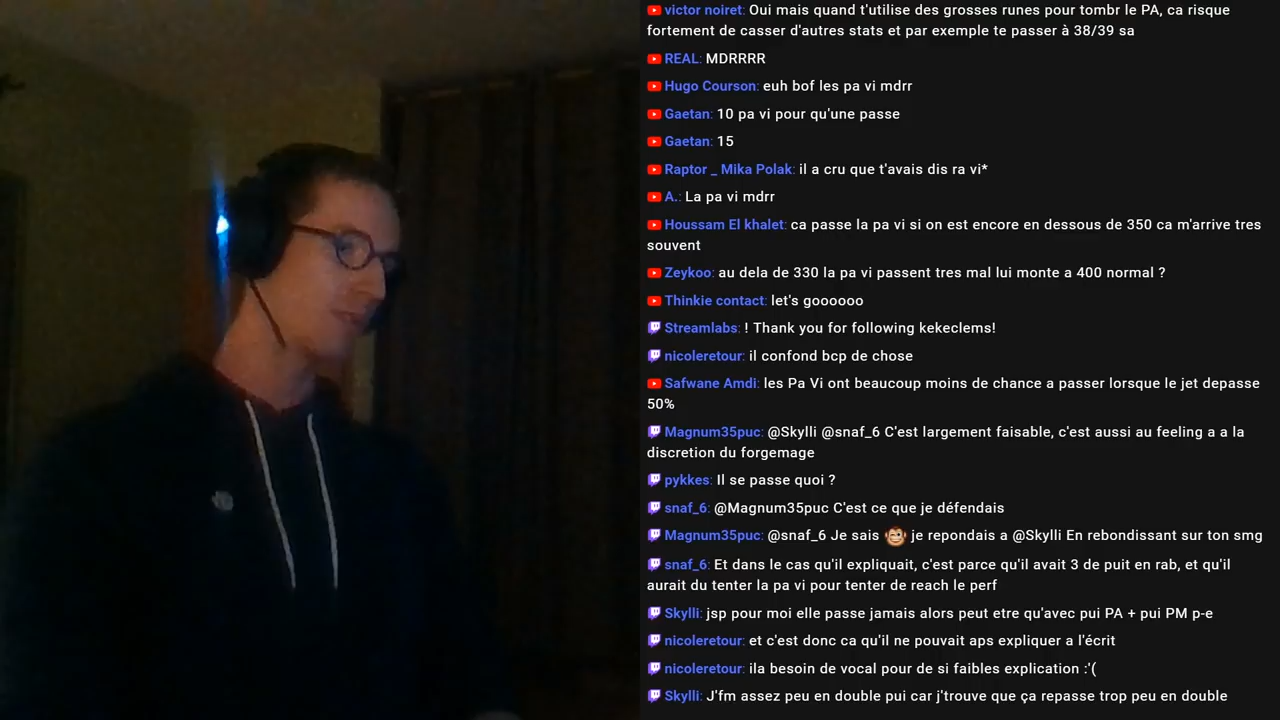 victor noiret: Oui mais quand t'utilise des grosses runes pour tombr le PA, ca risque
fortement de casser d'autres stats et par exemple te passer à 38/39 sa
REAL: MDRRRR
Hugo Courson: euh bof les pa vi mdrr
Gaetan: 10 pa vi pour qu'une passe
Gaetan: 15
Raptor _ Mika Polak: il a cru que t'avais dis ra vi*
A.: La pa vi mdrr
Houssam El khalet: ca passe la pa vi si on est encore en dessous de 350 ca m'arrive tres
souvent
Zeykoo: au dela de 330 la pa vi passent tres mal lui monte a 400 normal ?
Thinkie contact: let's goooooo
Streamlabs: ! Thank you for following kekeclems!
nicoleretour: il confond bcp de chose
Safwane Amdi: les Pa Vi ont beaucoup moins de chance a passer lorsque le jet depasse
50%
Magnum35puc: @Skylli @snaf_6 C'est largement faisable, c'est aussi au feeling a a la
discretion du forgemage
pykkes: Il se passe quoi ?
snaf_6: @Magnum35puc C'est ce que je défendais
Magnum35puc: @snaf_6 Je sais je repondais a @Skylli En rebondissant sur ton smg
snaf_6: Et dans le cas qu'il expliquait, c'est parce qu'il avait 3 de puit en rab, et qu'il
aurait du tenter la pa vi pour tenter de reach le perf
Skylli: jsp pour moi elle passe jamais alors peut etre qu'avec pui PA + pui PM p-e
nicoleretour: et c'est donc ca qu'il ne pouvait aps expliquer a l'écrit
nicoleretour: ila besoin de vocal pour de si faibles explication :'(
Skylli: J'fm assez peu en double pui car j'trouve que ça repasse trop peu en double